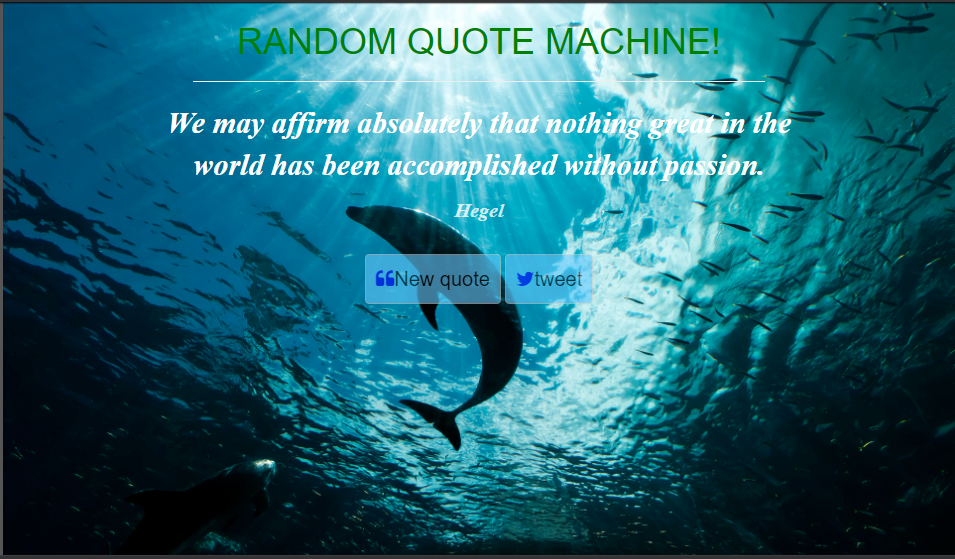 RANDOM QUOTE MACHINE!
We may affirm absolutely that nothing great in the
world has been accomplished without passion.
Hegel
New quote tweet